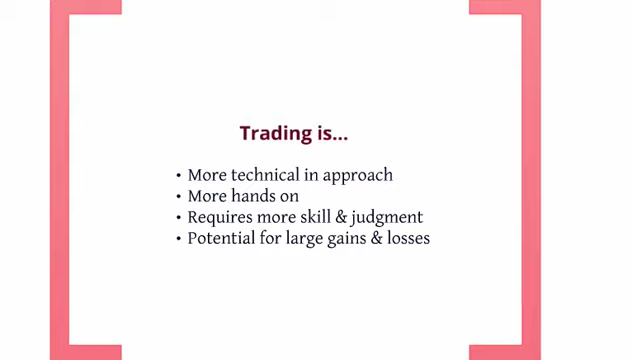 Trading is...
• More technical in approach
• More hands on
• Requires more skill & judgment
• Potential for large gains & losses